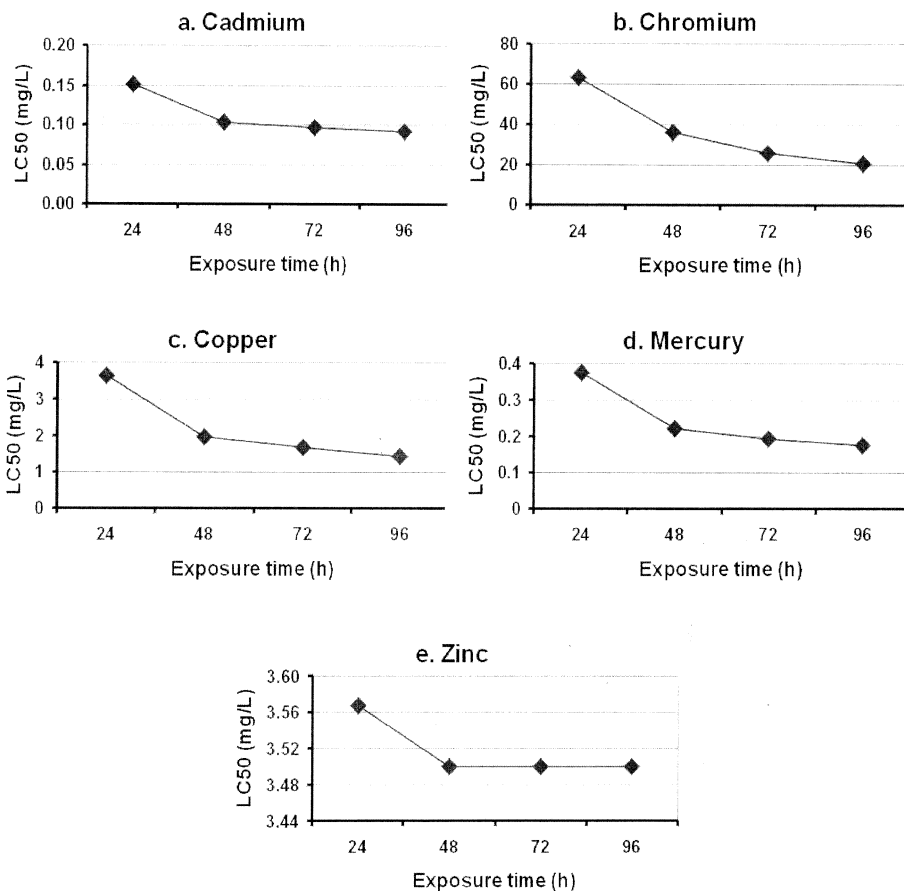 a. Cadmium
LC50 (mg/L)
0.20
0.15
0.10
0.05
0.00
24 48 72 96
Exposure time (h)
b. Chromium
LC50 (mg/L)
80
60
40
20
0
24 48 72 96
Exposure time (h)
c. Copper
LC50 (mg/L)
4
3
2
1
0
24 48 72 96
Exposure time (h)
d. Mercury
LC50 (mg/L)
0.4
0.3
0.2
0.1
0.0
24 48 72 96
Exposure time (h)
e. Zinc
LC50 (mg/L)
3.60
3.56
3.52
3.48
3.44
24 48 72 96
Exposure time (h)